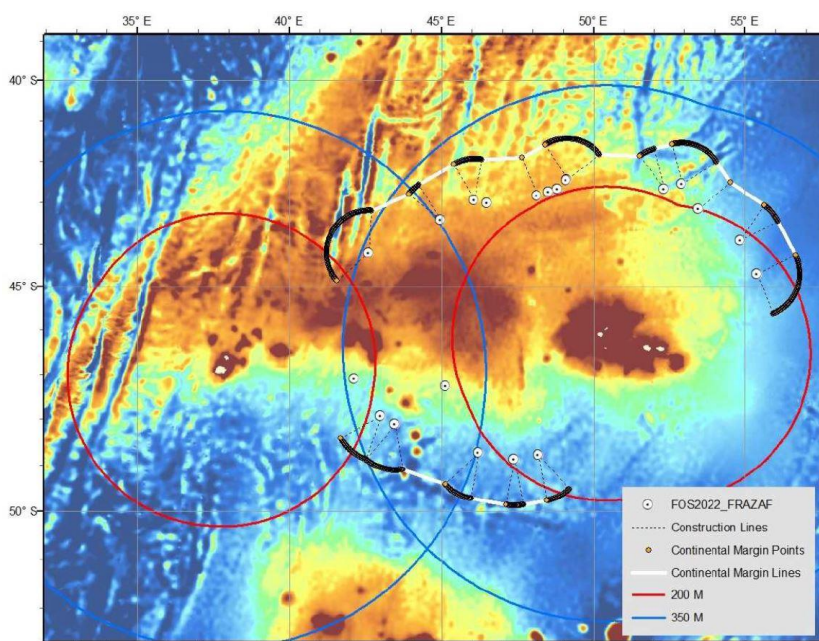 35° E 40° E 45° E 50° E 55° E
40° S
45° S
50° S
FOS2022_FRAZAF
Construction Lines
Continental Margin Points
Continental Margin Lines
200 M
350 M